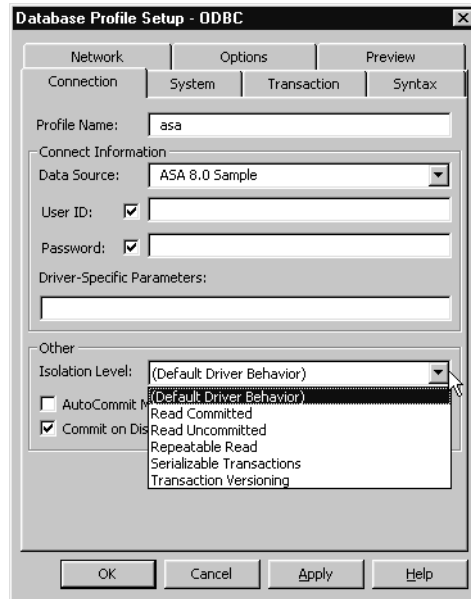 Database Profile Setup - ODBC
Network Options Preview
Connection System Transaction Syntax
Profile Name: asa
Connect Information
Data Source: ASA 8.0 Sample
User ID:
Password:
Driver-Specific Parameters:
Other
Isolation Level: (Default Driver Behavior)
(Default Driver Behavior)
AutoCommit M
Read Committed
Commit on Dis
Read Uncommitted
Repeatable Read
Serializable Transactions
Transaction Versioning
OK Cancel Apply Help